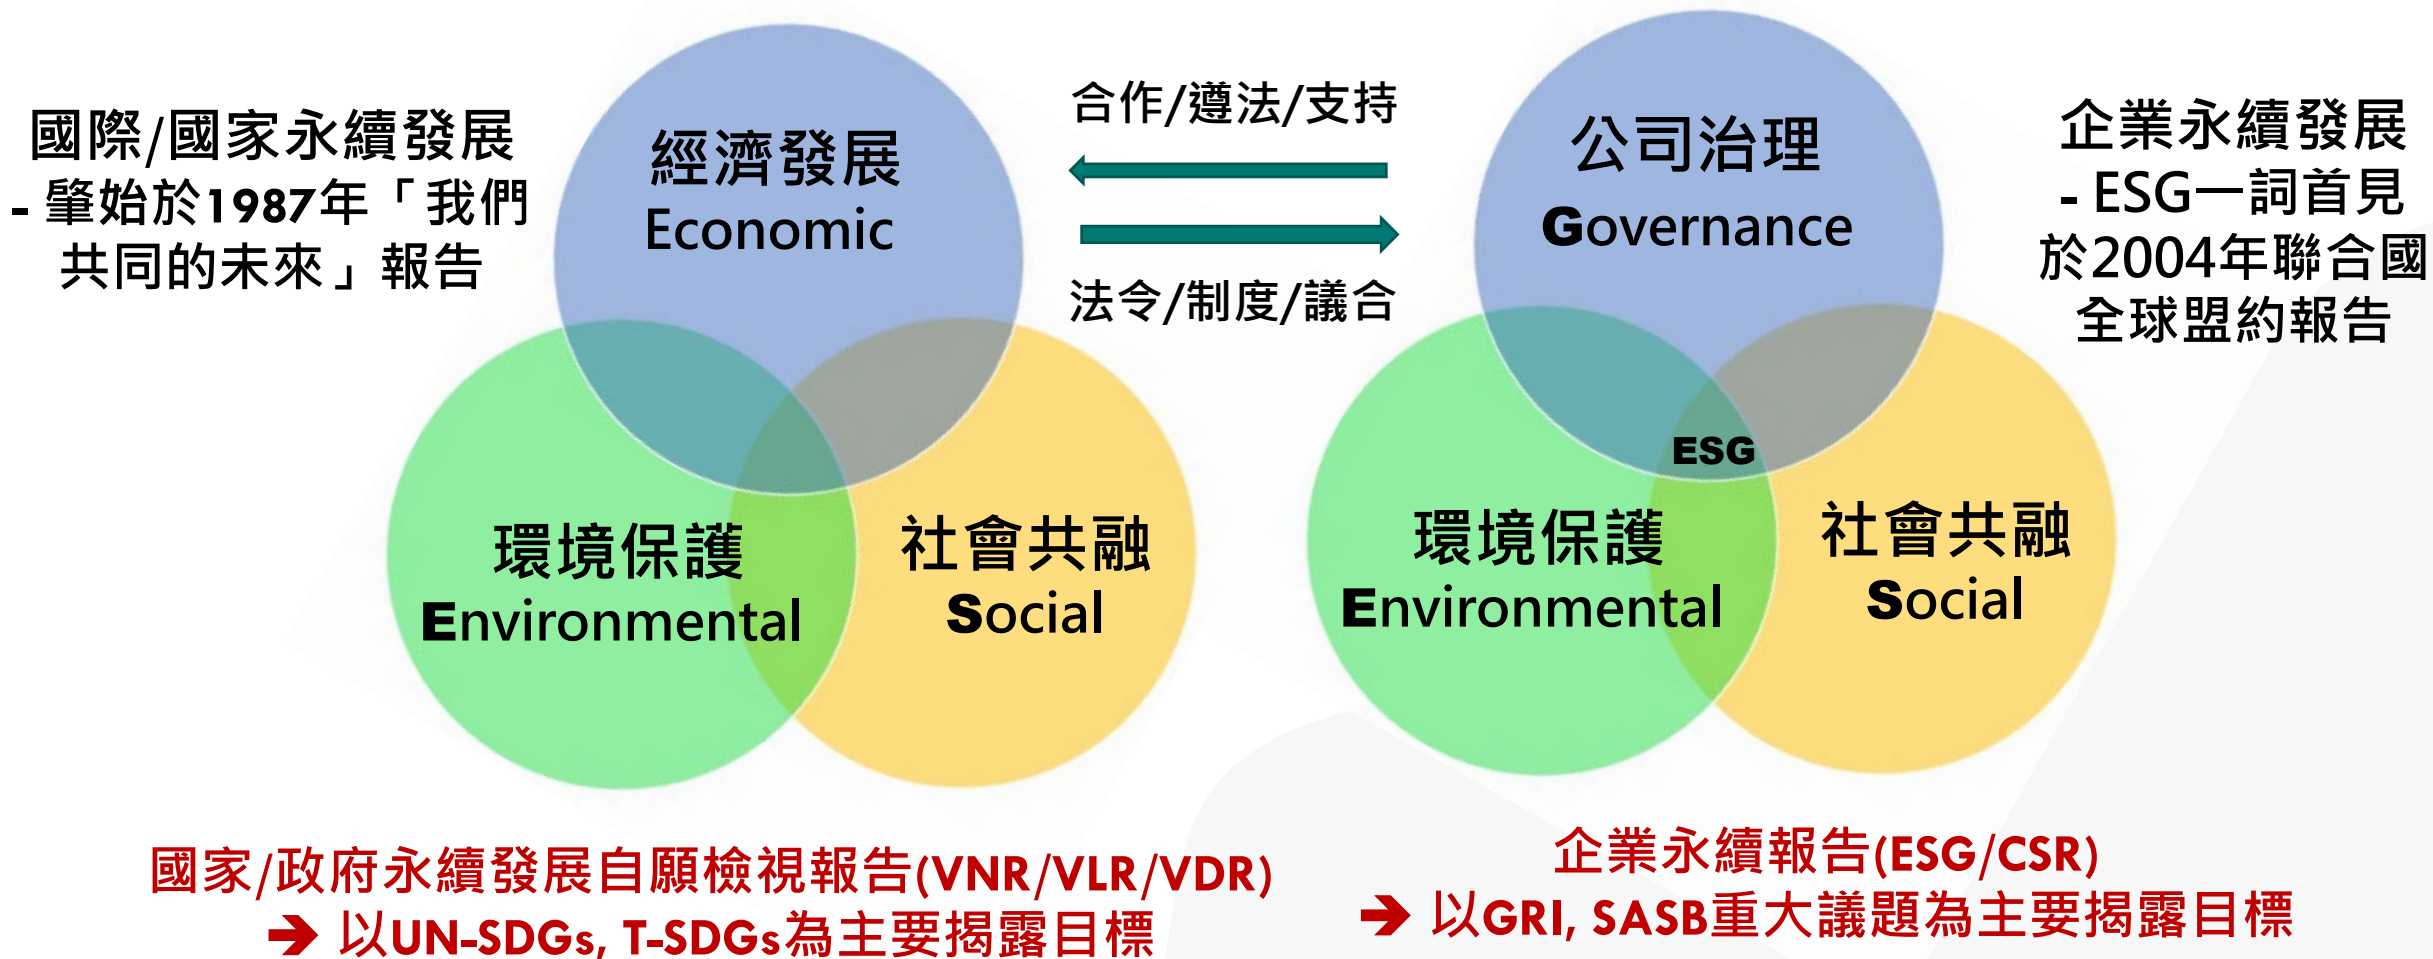 國際/國家永續發展
- 肇始於1987年「我們
共同的未來」報告
經濟發展
Economic
環境保護
Environmental
社會共融
Social
合作/遵法/支持
法令/制度/議合
公司治理
Governance
ESG
環境保護
Environmental
社會共融
Social
企業永續發展
- ESG一詞首見
於2004年聯合國
全球盟約報告
國家/政府永續發展自願檢視報告(VNR/VLR/VDR)
➔ 以UN-SDGs, T-SDGs為主要揭露目標
企業永續報告(ESG/CSR)
➔ 以GRI, SASB重大議題為主要揭露目標